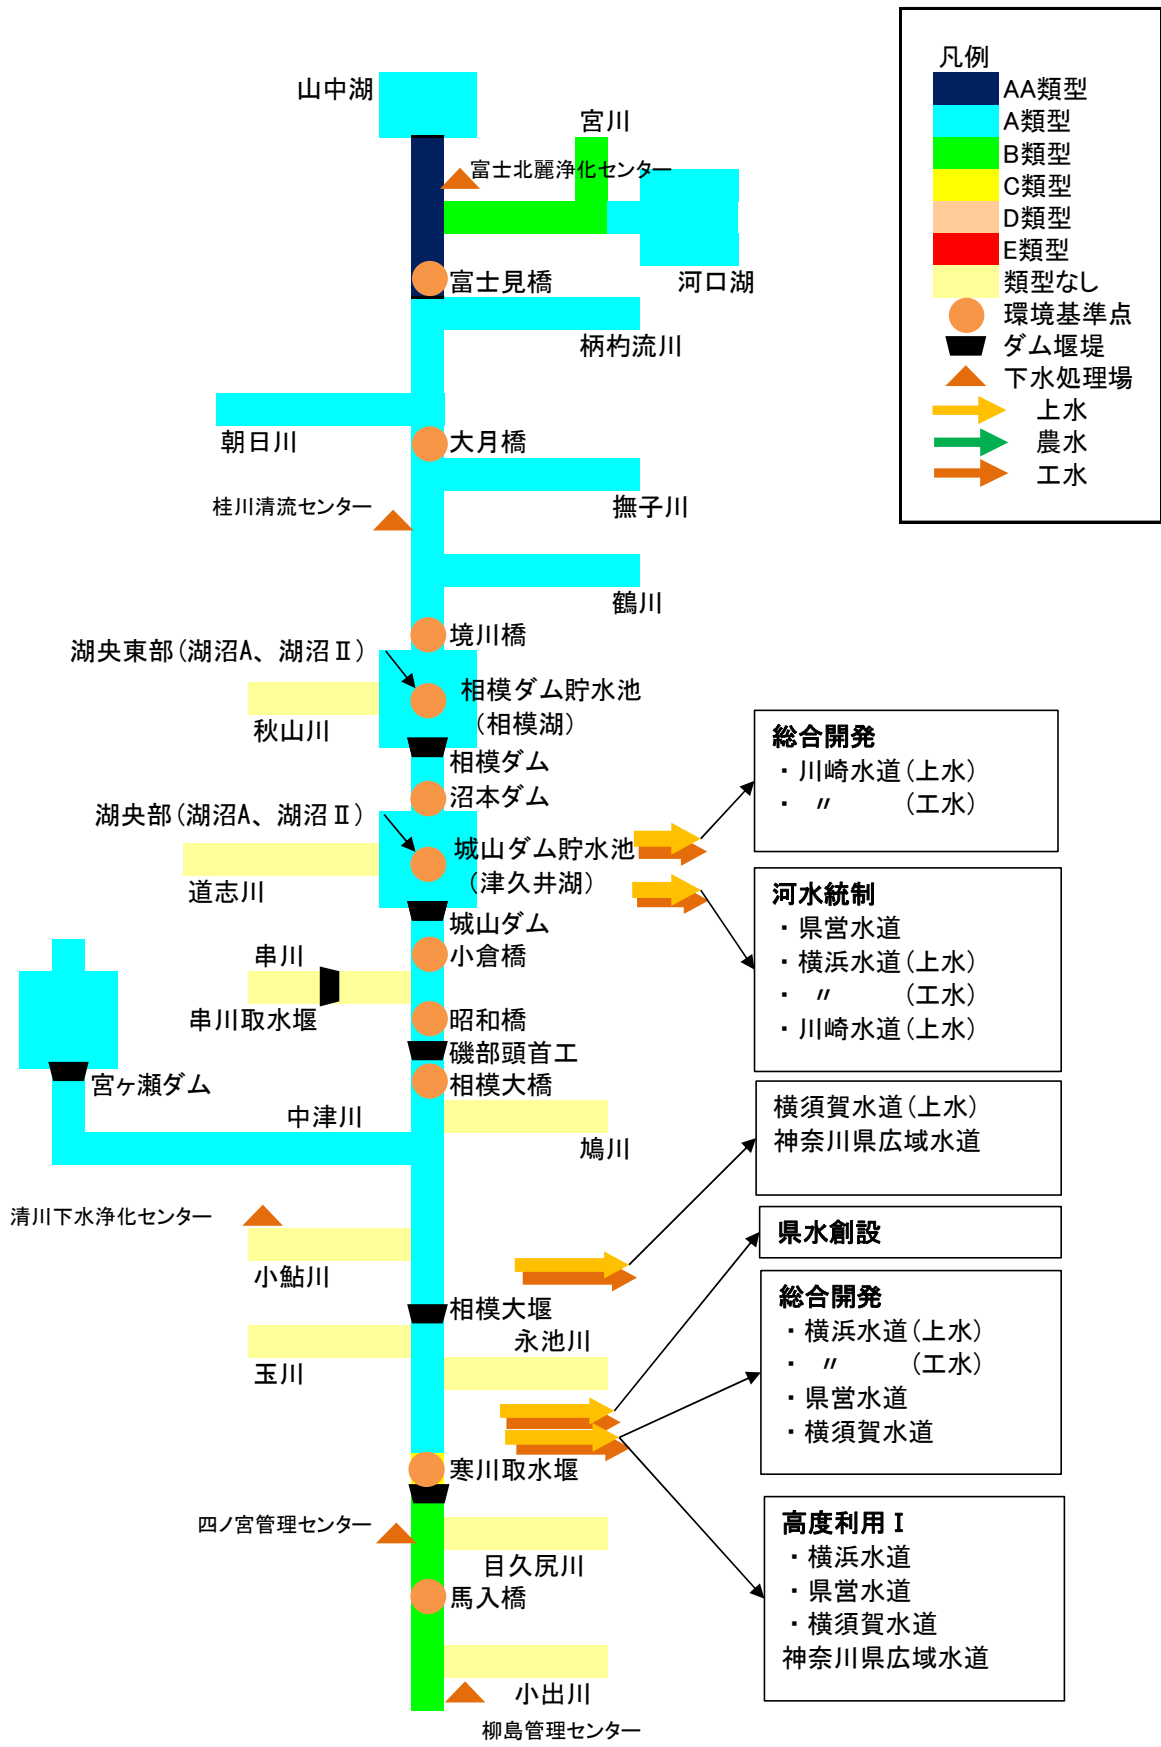 凡例
AA類型
A類型
B類型
C類型
D類型
E類型
類型なし
環境基準点
ダム堰堤
下水処理場
上水
農水
工水
山中湖
宮川
富士北麗浄化センター
富士見橋
河口湖
柄杓流川
朝日川
大月橋
桂川清流センター
撫子川
鶴川
境川橋
湖央東部(湖沼A、湖沼Ⅱ)
相模ダム貯水池
(相模湖)
秋山川
相模ダム
沼本ダム
湖央部(湖沼A、湖沼Ⅱ)
城山ダム貯水池
(津久井湖)
道志川
城山ダム
小倉橋
串川
串川取水堰
昭和橋
磯部頭首工
相模大橋
宮ヶ瀬ダム
中津川
鳩川
清川下水浄化センター
小鮎川
相模大堰
永池川
玉川
寒川取水堰
四ノ宮管理センター
目久尻川
馬入橋
小出川
柳島管理センター
総合開発
・川崎水道(上水)
・ 〃 (工水)
河水統制
・県営水道
・横浜水道(上水)
・ 〃 (工水)
・川崎水道(上水)
横須賀水道(上水)
神奈川県広域水道
県水創設
総合開発
・横浜水道(上水)
・ 〃 (工水)
・県営水道
・横須賀水道
高度利用Ⅰ
・横浜水道
・県営水道
・横須賀水道
神奈川県広域水道